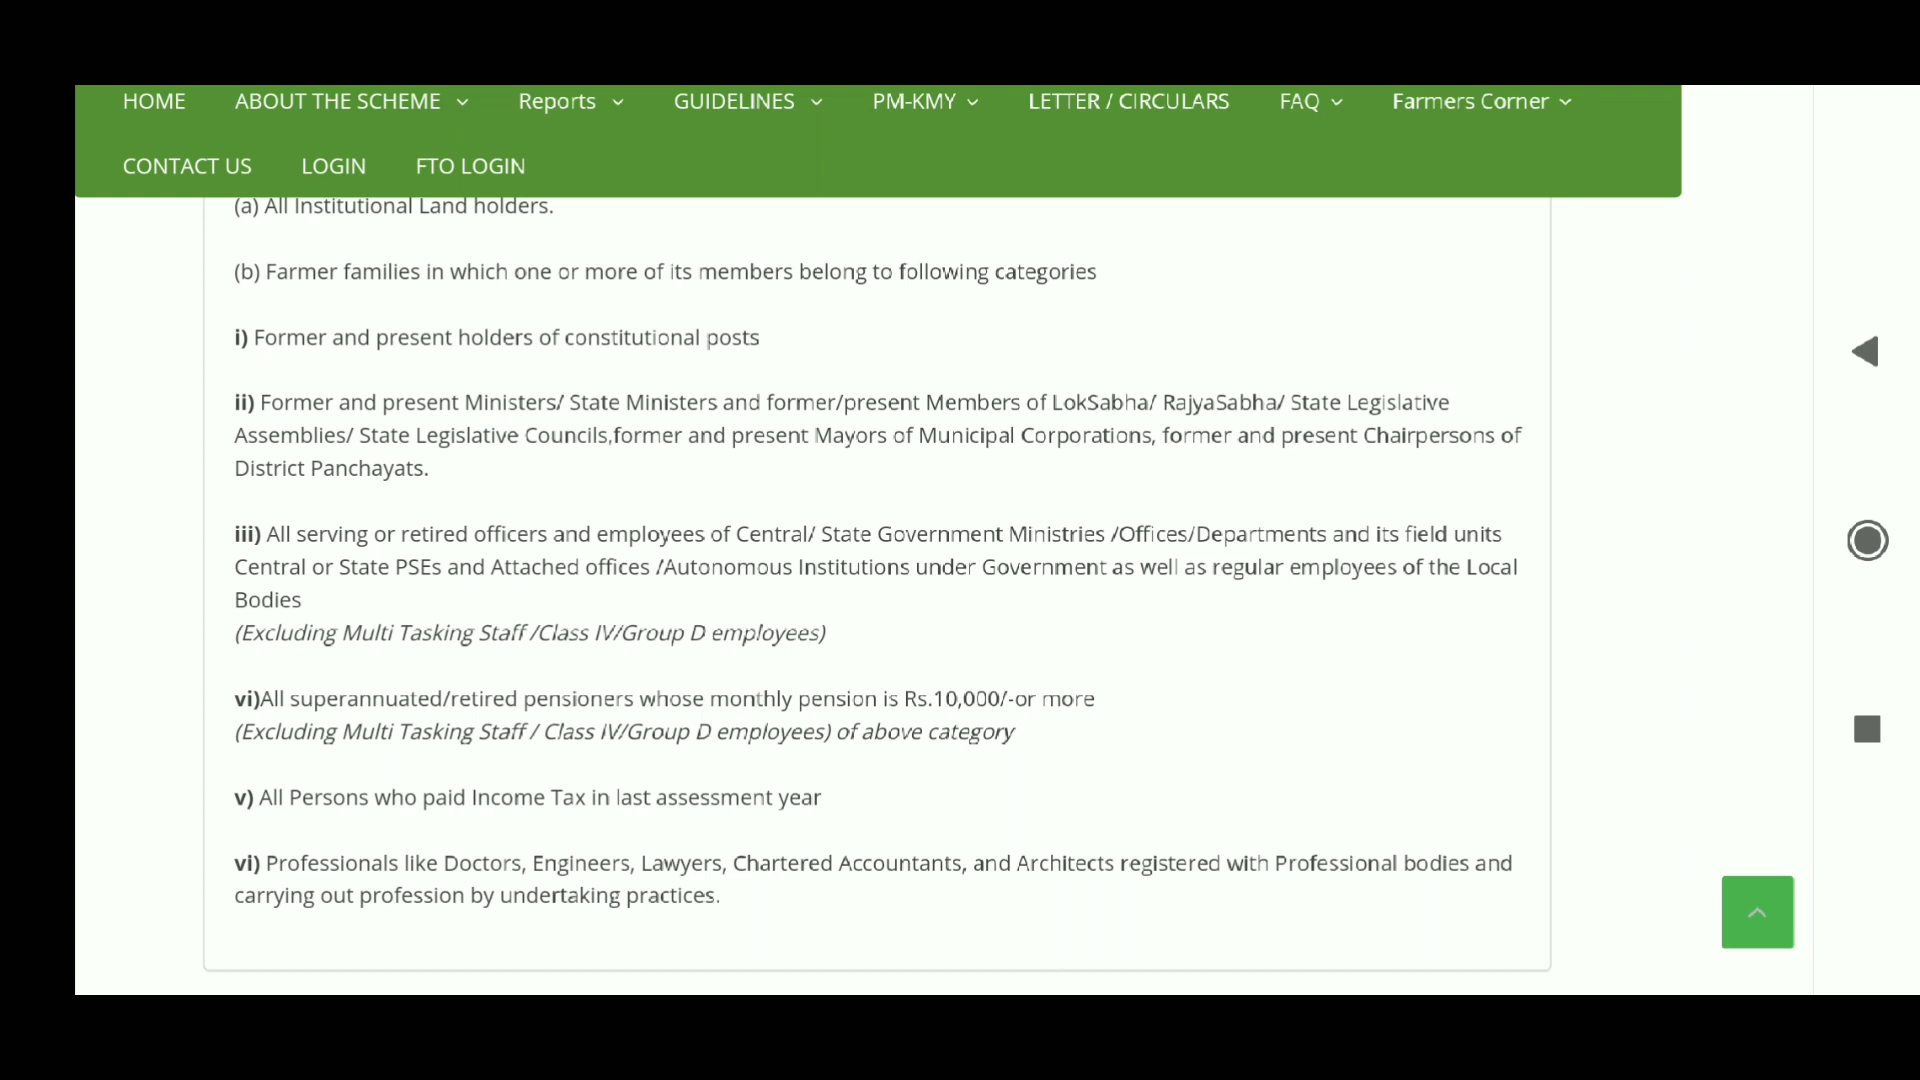 HOME ABOUT THE SCHEME Reports GUIDELINES PM-KMY LETTER / CIRCULARS FAQ Farmers Corner
CONTACT US LOGIN FTO LOGIN
(a) All Institutional Land holders.
(b) Farmer families in which one or more of its members belong to following categories
i) Former and present holders of constitutional posts
ii) Former and present Ministers/ State Ministers and former/present Members of LokSabha/ RajyaSabha/ State Legislative
Assemblies/ State Legislative Councils,former and present Mayors of Municipal Corporations, former and present Chairpersons of
District Panchayats.
iii) All serving or retired officers and employees of Central/ State Government Ministries /Offices/Departments and its field units
Central or State PSEs and Attached offices /Autonomous Institutions under Government as well as regular employees of the Local
Bodies
(Excluding Multi Tasking Staff /Class IV/Group D employees)
vi)All superannuated/retired pensioners whose monthly pension is Rs.10,000/-or more
(Excluding Multi Tasking Staff / Class IV/Group D employees) of above category
v) All Persons who paid Income Tax in last assessment year
vi) Professionals like Doctors, Engineers, Lawyers, Chartered Accountants, and Architects registered with Professional bodies and
carrying out profession by undertaking practices.